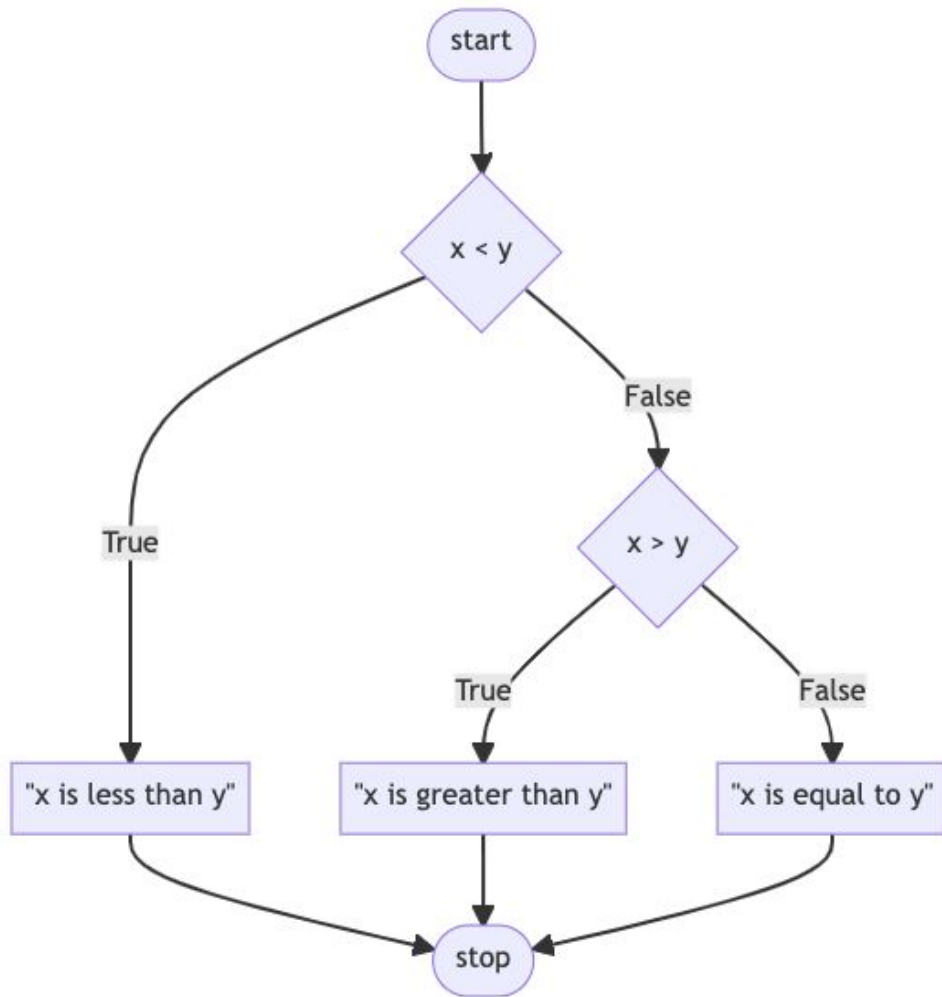 start
x < y
False
True
x > y
True
False
"x is less than y"
"x is greater than y"
"x is equal to y"
stop